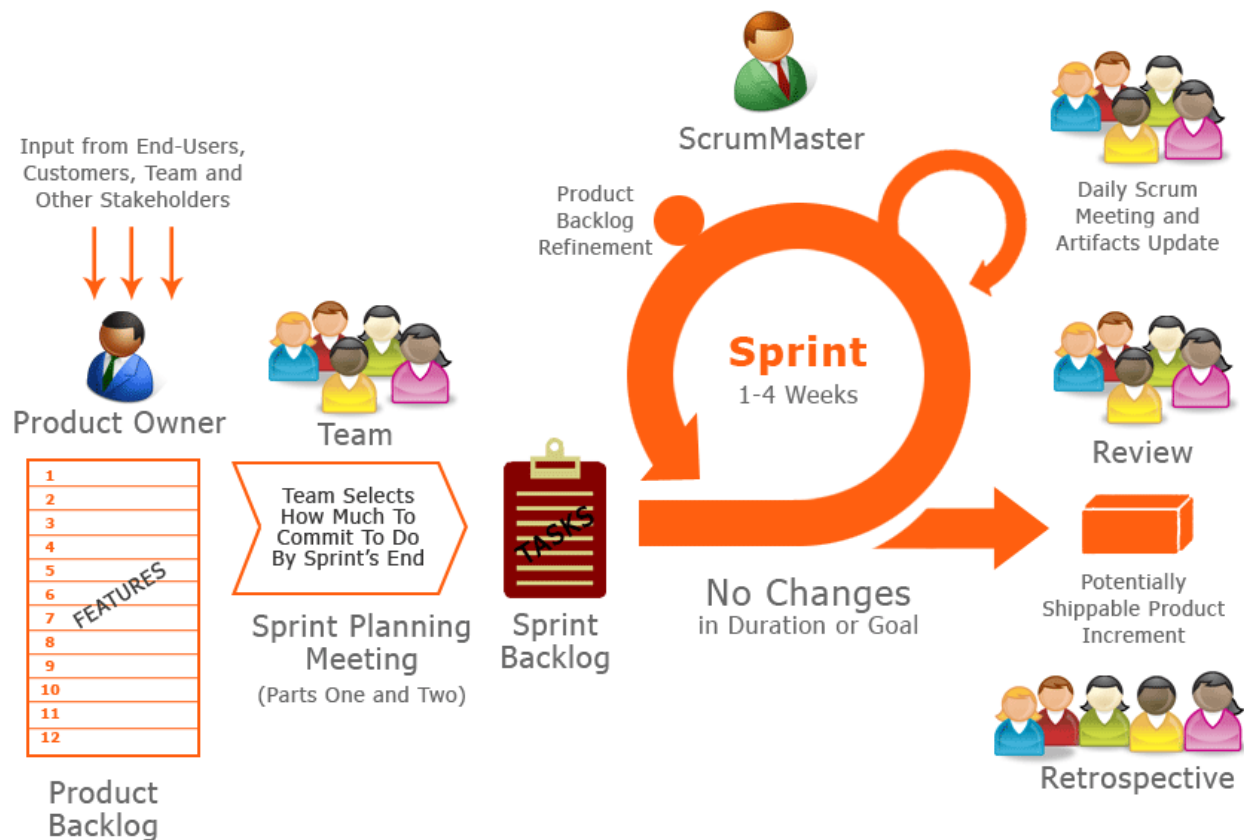 Input from End-Users,
Customers, Team and
Other Stakeholders
Product Owner
1
2
3
4
5
6
7
8
9
10
11
12
FEATURES
Product
Backlog
Team
Team Selects
How Much To
Commit To Do
By Sprint's End
Sprint Planning
Meeting
(Parts One and Two)
TASKS
Sprint
Backlog
ScrumMaster
Product
Backlog
Refinement
Sprint
1-4 Weeks
No Changes
in Duration or Goal
Daily Scrum
Meeting and
Artifacts Update
Review
Potentially
Shippable Product
Increment
Retrospective